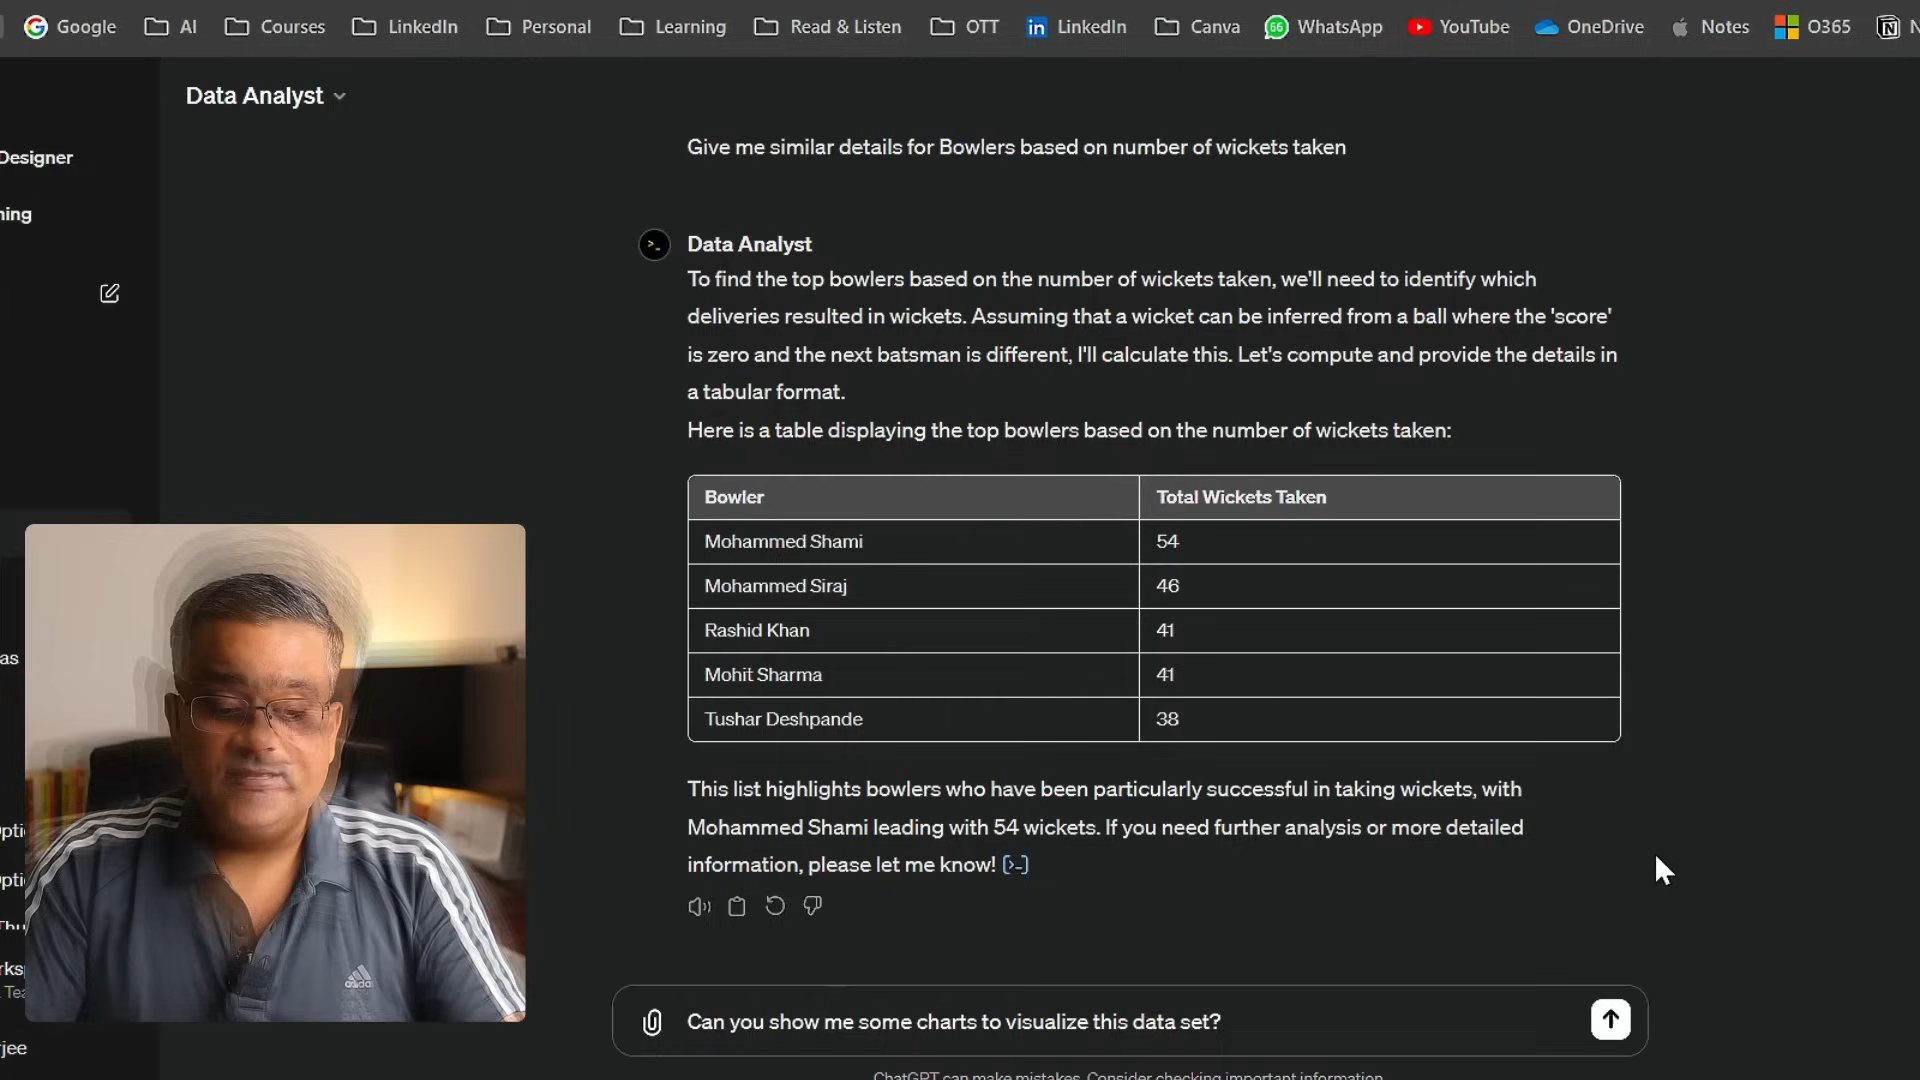 Google AI Courses LinkedIn Personal Learning Read & Listen OTT LinkedIn Canva WhatsApp YouTube OneDrive Notes O365
Data Analyst
Designer
ning
Give me similar details for Bowlers based on number of wickets taken
Data Analyst
To find the top bowlers based on the number of wickets taken, we'll need to identify which
deliveries resulted in wickets. Assuming that a wicket can be inferred from a ball where the 'score'
is zero and the next batsman is different, I'll calculate this. Let's compute and provide the details in
a tabular format.
Here is a table displaying the top bowlers based on the number of wickets taken:
Bowler Total Wickets Taken
Mohammed Shami 54
Mohammed Siraj 46
Rashid Khan 41
Mohit Sharma 41
Tushar Deshpande 38
This list highlights bowlers who have been particularly successful in taking wickets, with
Mohammed Shami leading with 54 wickets. If you need further analysis or more detailed
information, please let me know! [>-]
as
adidas
jee
Can you show me some charts to visualize this data set?
ChatGPT can make mistakes. Consider checking important information.